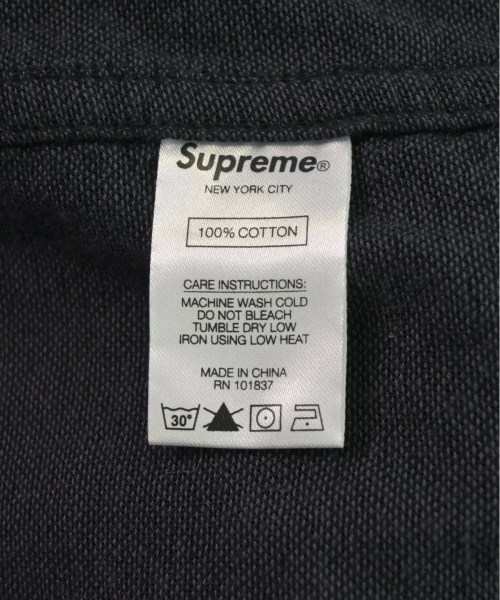 Supreme®
NEW YORK CITY
100% COTTON
CARE INSTRUCTIONS:
MACHINE WASH COLD
DO NOT BLEACH
TUMBLE DRY LOW
IRON USING LOW HEAT
MADE IN CHINA
RN 101837
30°